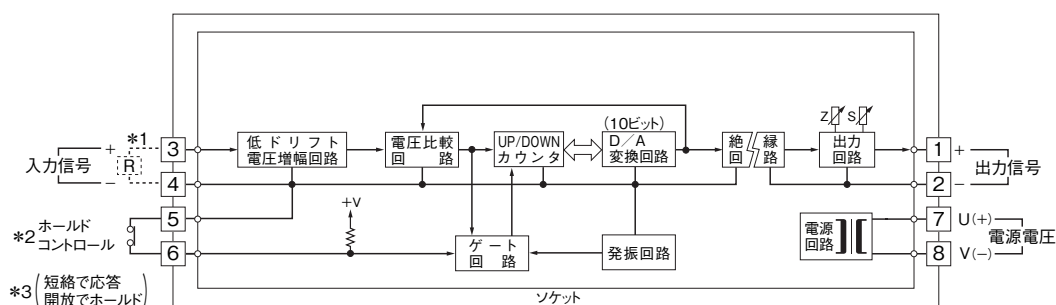 (10ビット)
Z S
*1
3
低ドリフト
電圧増幅回路
電圧比較
回 路
UP/DOWN
カウンタ
D/A
変換回路
絶 縁
回 路
出力
回路
1 +
出力信号
2 −
入力信号
+
−
R
4
5
6
*2 ホールド
コントロール
*3(短絡で応答
開放でホールド)
+V
ゲート
回 路
発振回路
電源
回路
7 U(+)
電源電圧
8 V(−)
ソケット